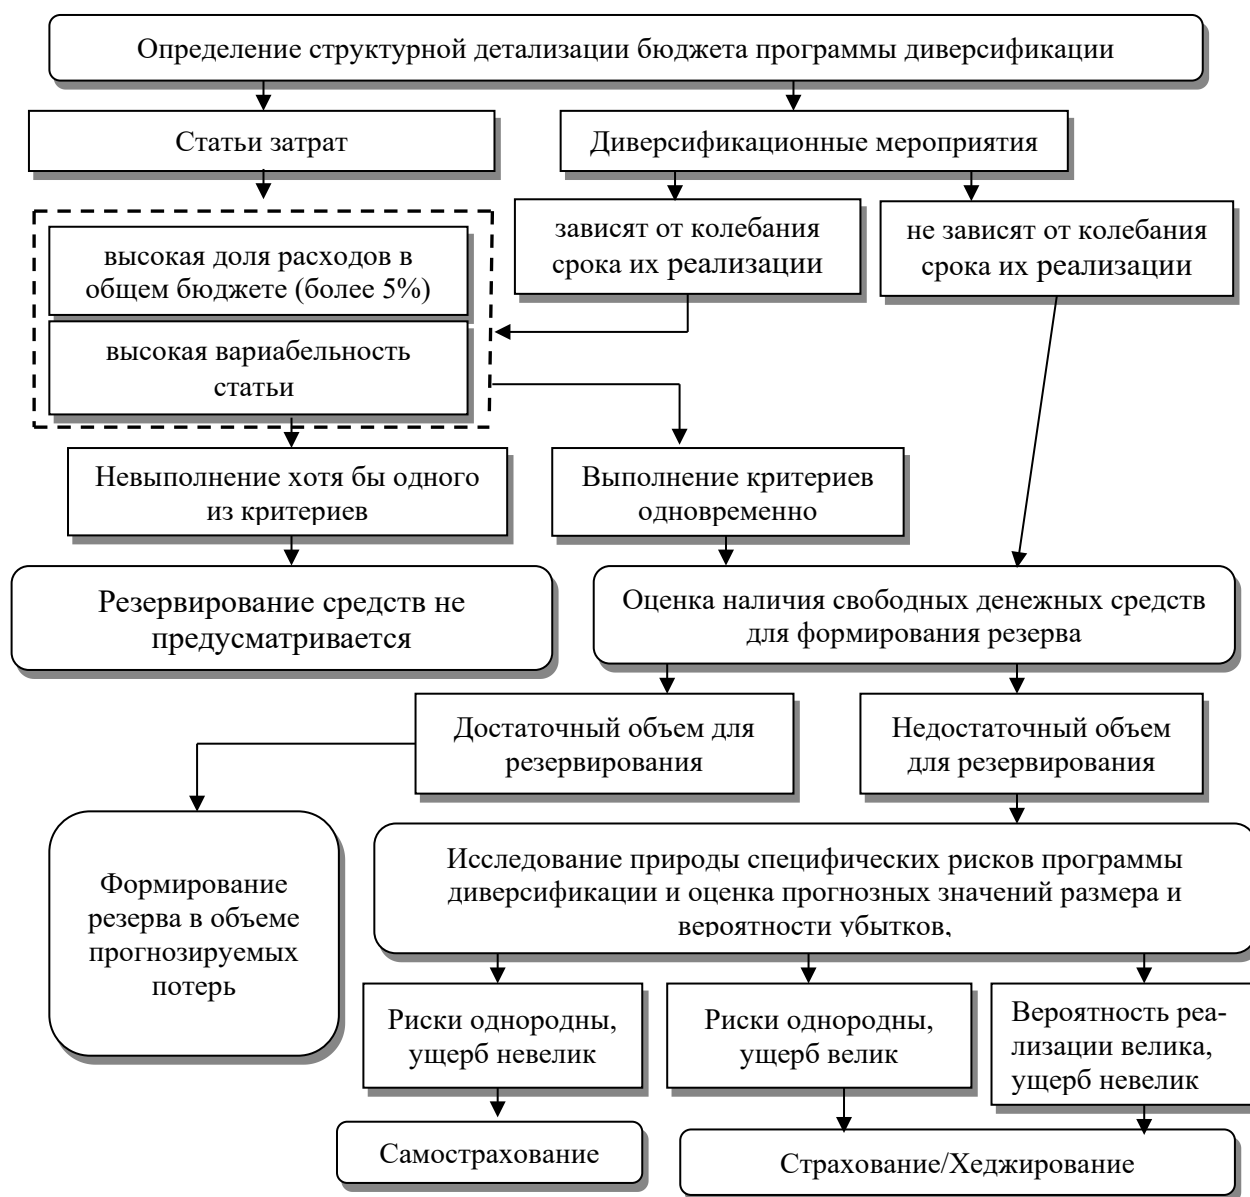 Определение структурной детализации бюджета программы диверсификации
Статьи затрат
Диверсификационные мероприятия
высокая доля расходов в
общем бюджете (более 5%)
зависят от колебания
срока их реализации
не зависят от колебания
срока их реализации
высокая вариабельность
статьи
Невыполнение хотя бы одного
из критериев
Выполнение критериев
одновременно
Резервирование средств не
предусматривается
Оценка наличия свободных денежных средств
для формирования резерва
Достаточный объем для
резервирования
Недостаточный объем
для резервирования
Формирование
резерва в объеме
прогнозируемых
потерь
Исследование природы специфических рисков программы
диверсификации и оценка прогнозных значений размера и
вероятности убытков,
Риски однородны,
ущерб невелик
Риски однородны,
ущерб велик
Вероятность реа-
лизации велика,
ущерб невелик
Самострахование
Страхование/Хеджирование